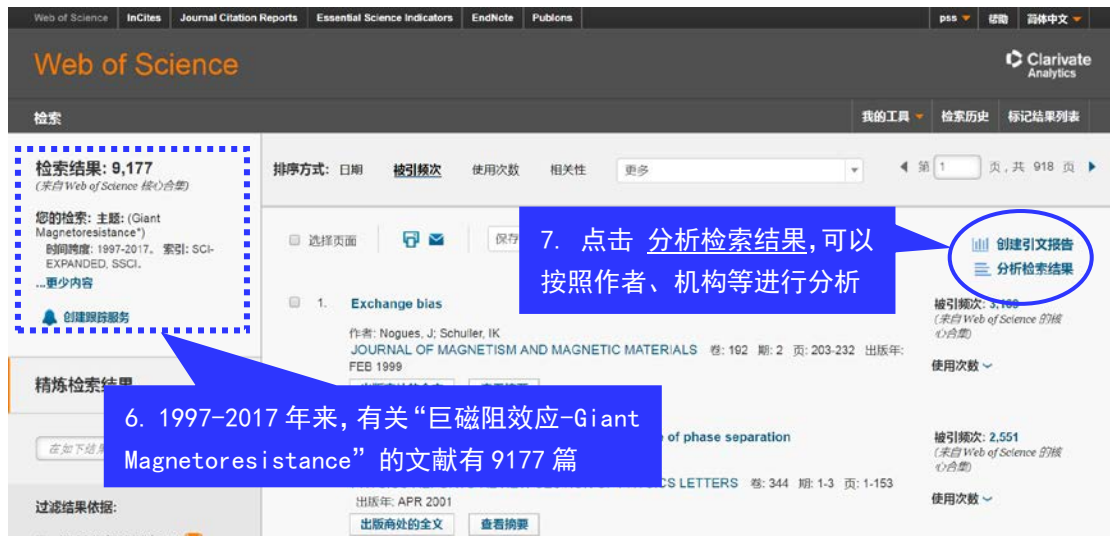 Web of Science InCites Journal Citation Reports Essential Science Indicators EndNote Publons pss 帮助 简体中文
Web of Science
Clarivate
Analytics
检索
我的工具 检索历史 标记结果列表
检索结果: 9,177
(来自 Web of Science 核心合集)
您的检索: 主题: (Giant
Magnetoresistance*)
时间跨度: 1997-2017. 索引: SCI-
EXPANDED, SSCI.
...更少内容
创建跟踪服务
精炼检索结果
过滤结果依据:
排序方式: 日期 被引频次 使用次数 相关性 更多
第 1 页, 共 918 页
选择页面 保存
7. 点击 分析检索结果,可以
按照作者、机构等进行分析
创建引文报告
分析检索结果
1. Exchange bias
作者: Nogues, J; Schuller, IK
JOURNAL OF MAGNETISM AND MAGNETIC MATERIALS 卷: 192 期: 2 页: 203-232 出版年:
FEB 1999
被引频次:
(来自 Web of Science 的核
心合集)
使用次数
6. 1997-2017 年来,有关“巨磁阻效应-Giant
Magnetoresistance”的文献有 9177 篇
of phase separation
CS LETTERS 卷: 344 期: 1-3 页: 1-153
出版年: APR 2001
出版商处的全文 查看摘要
被引频次: 2,551
(来自 Web of Science 的核
心合集)
使用次数